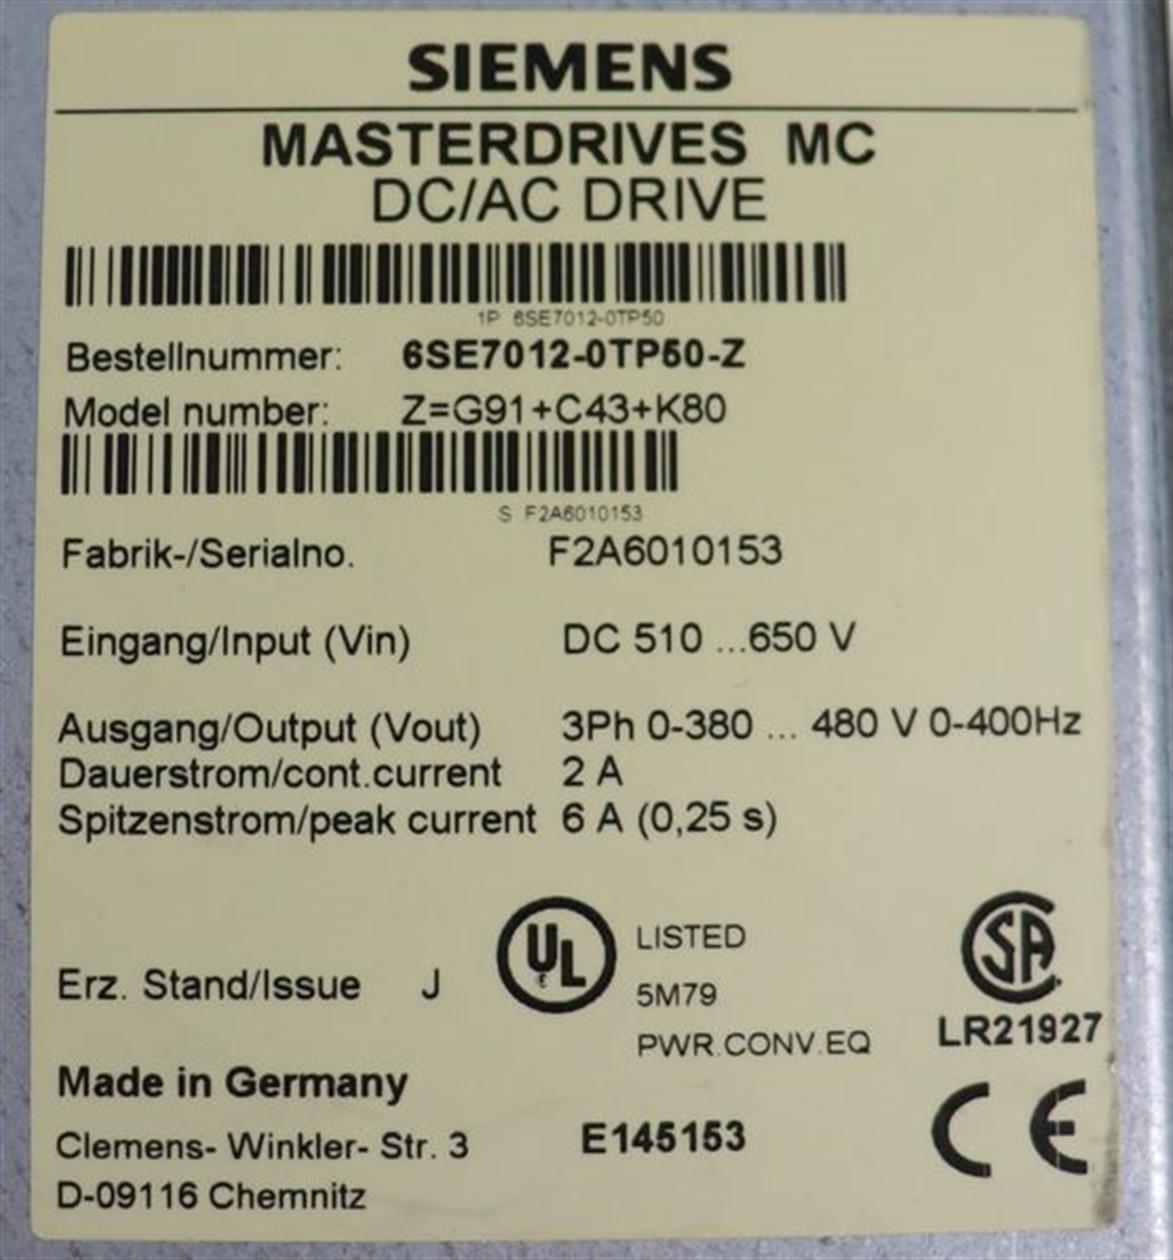 SIEMENS
MASTERDRIVES MC
DC/AC DRIVE
1P 6SE7012-0TP50
Bestellnummer: 6SE7012-0TP50-Z
Model number: Z=G91+C43+K80
S F2A6010153
Fabrik-/Serialno. F2A6010153
Eingang/Input (Vin) DC 510 ...650 V
Ausgang/Output (Vout) 3Ph 0-380 ... 480 V 0-400Hz
Dauerstrom/cont.current 2 A
Spitzenstrom/peak current 6 A (0,25 s)
Erz. Stand/Issue J
UL
LISTED
5M79
PWR.CONV.EQ
SA
LR21927
Made in Germany
CE
Clemens- Winkler- Str. 3 E145153
D-09116 Chemnitz